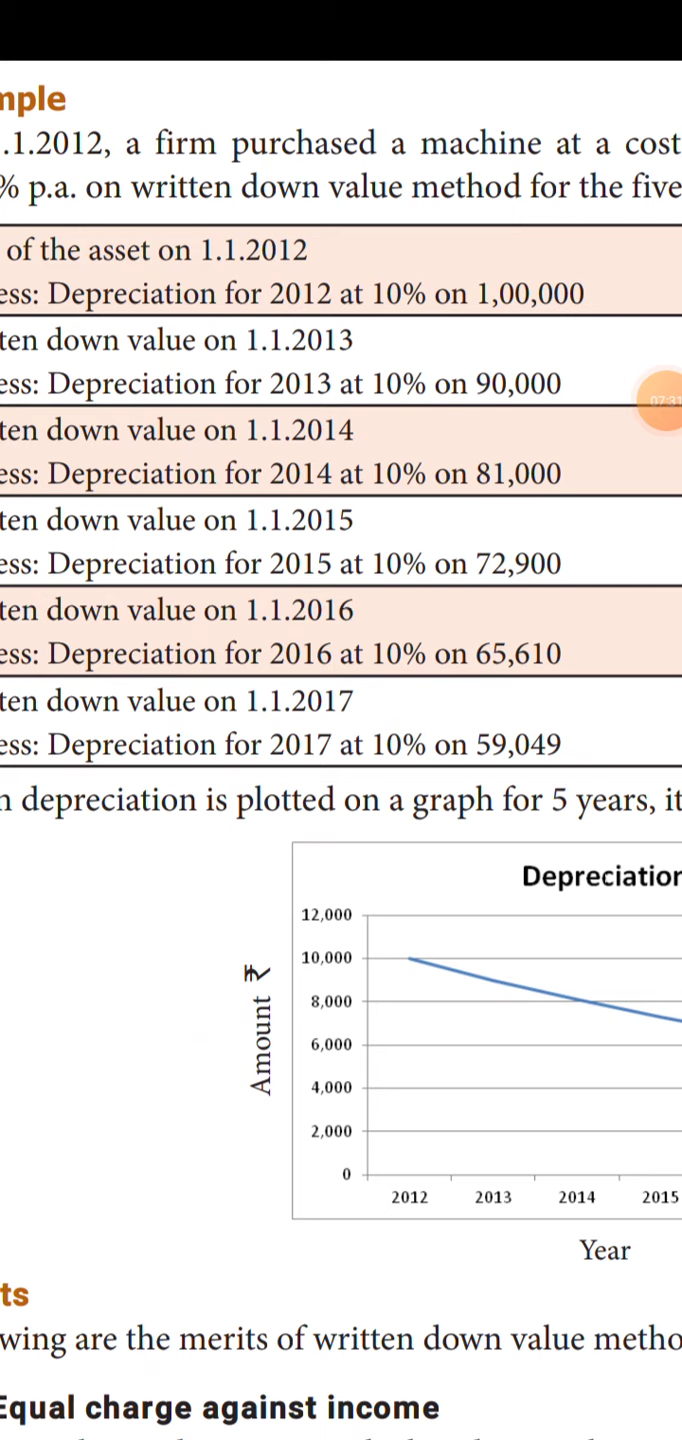 mple
.1.2012, a firm purchased a machine at a cost
% p.a. on written down value method for the five
of the asset on 1.1.2012
ess: Depreciation for 2012 at 10% on 1,00,000
ten down value on 1.1.2013
ess: Depreciation for 2013 at 10% on 90,000
07:31
ten down value on 1.1.2014
ess: Depreciation for 2014 at 10% on 81,000
ten down value on 1.1.2015
ess: Depreciation for 2015 at 10% on 72,900
ten down value on 1.1.2016
ess: Depreciation for 2016 at 10% on 65,610
ten down value on 1.1.2017
ess: Depreciation for 2017 at 10% on 59,049
n depreciation is plotted on a graph for 5 years, it
Depreciation
12,000
10,000
8,000
6,000
4,000
2,000
0
Amount ₹
2012 2013 2014 2015
Year
ts
wing are the merits of written down value metho
Equal charge against income